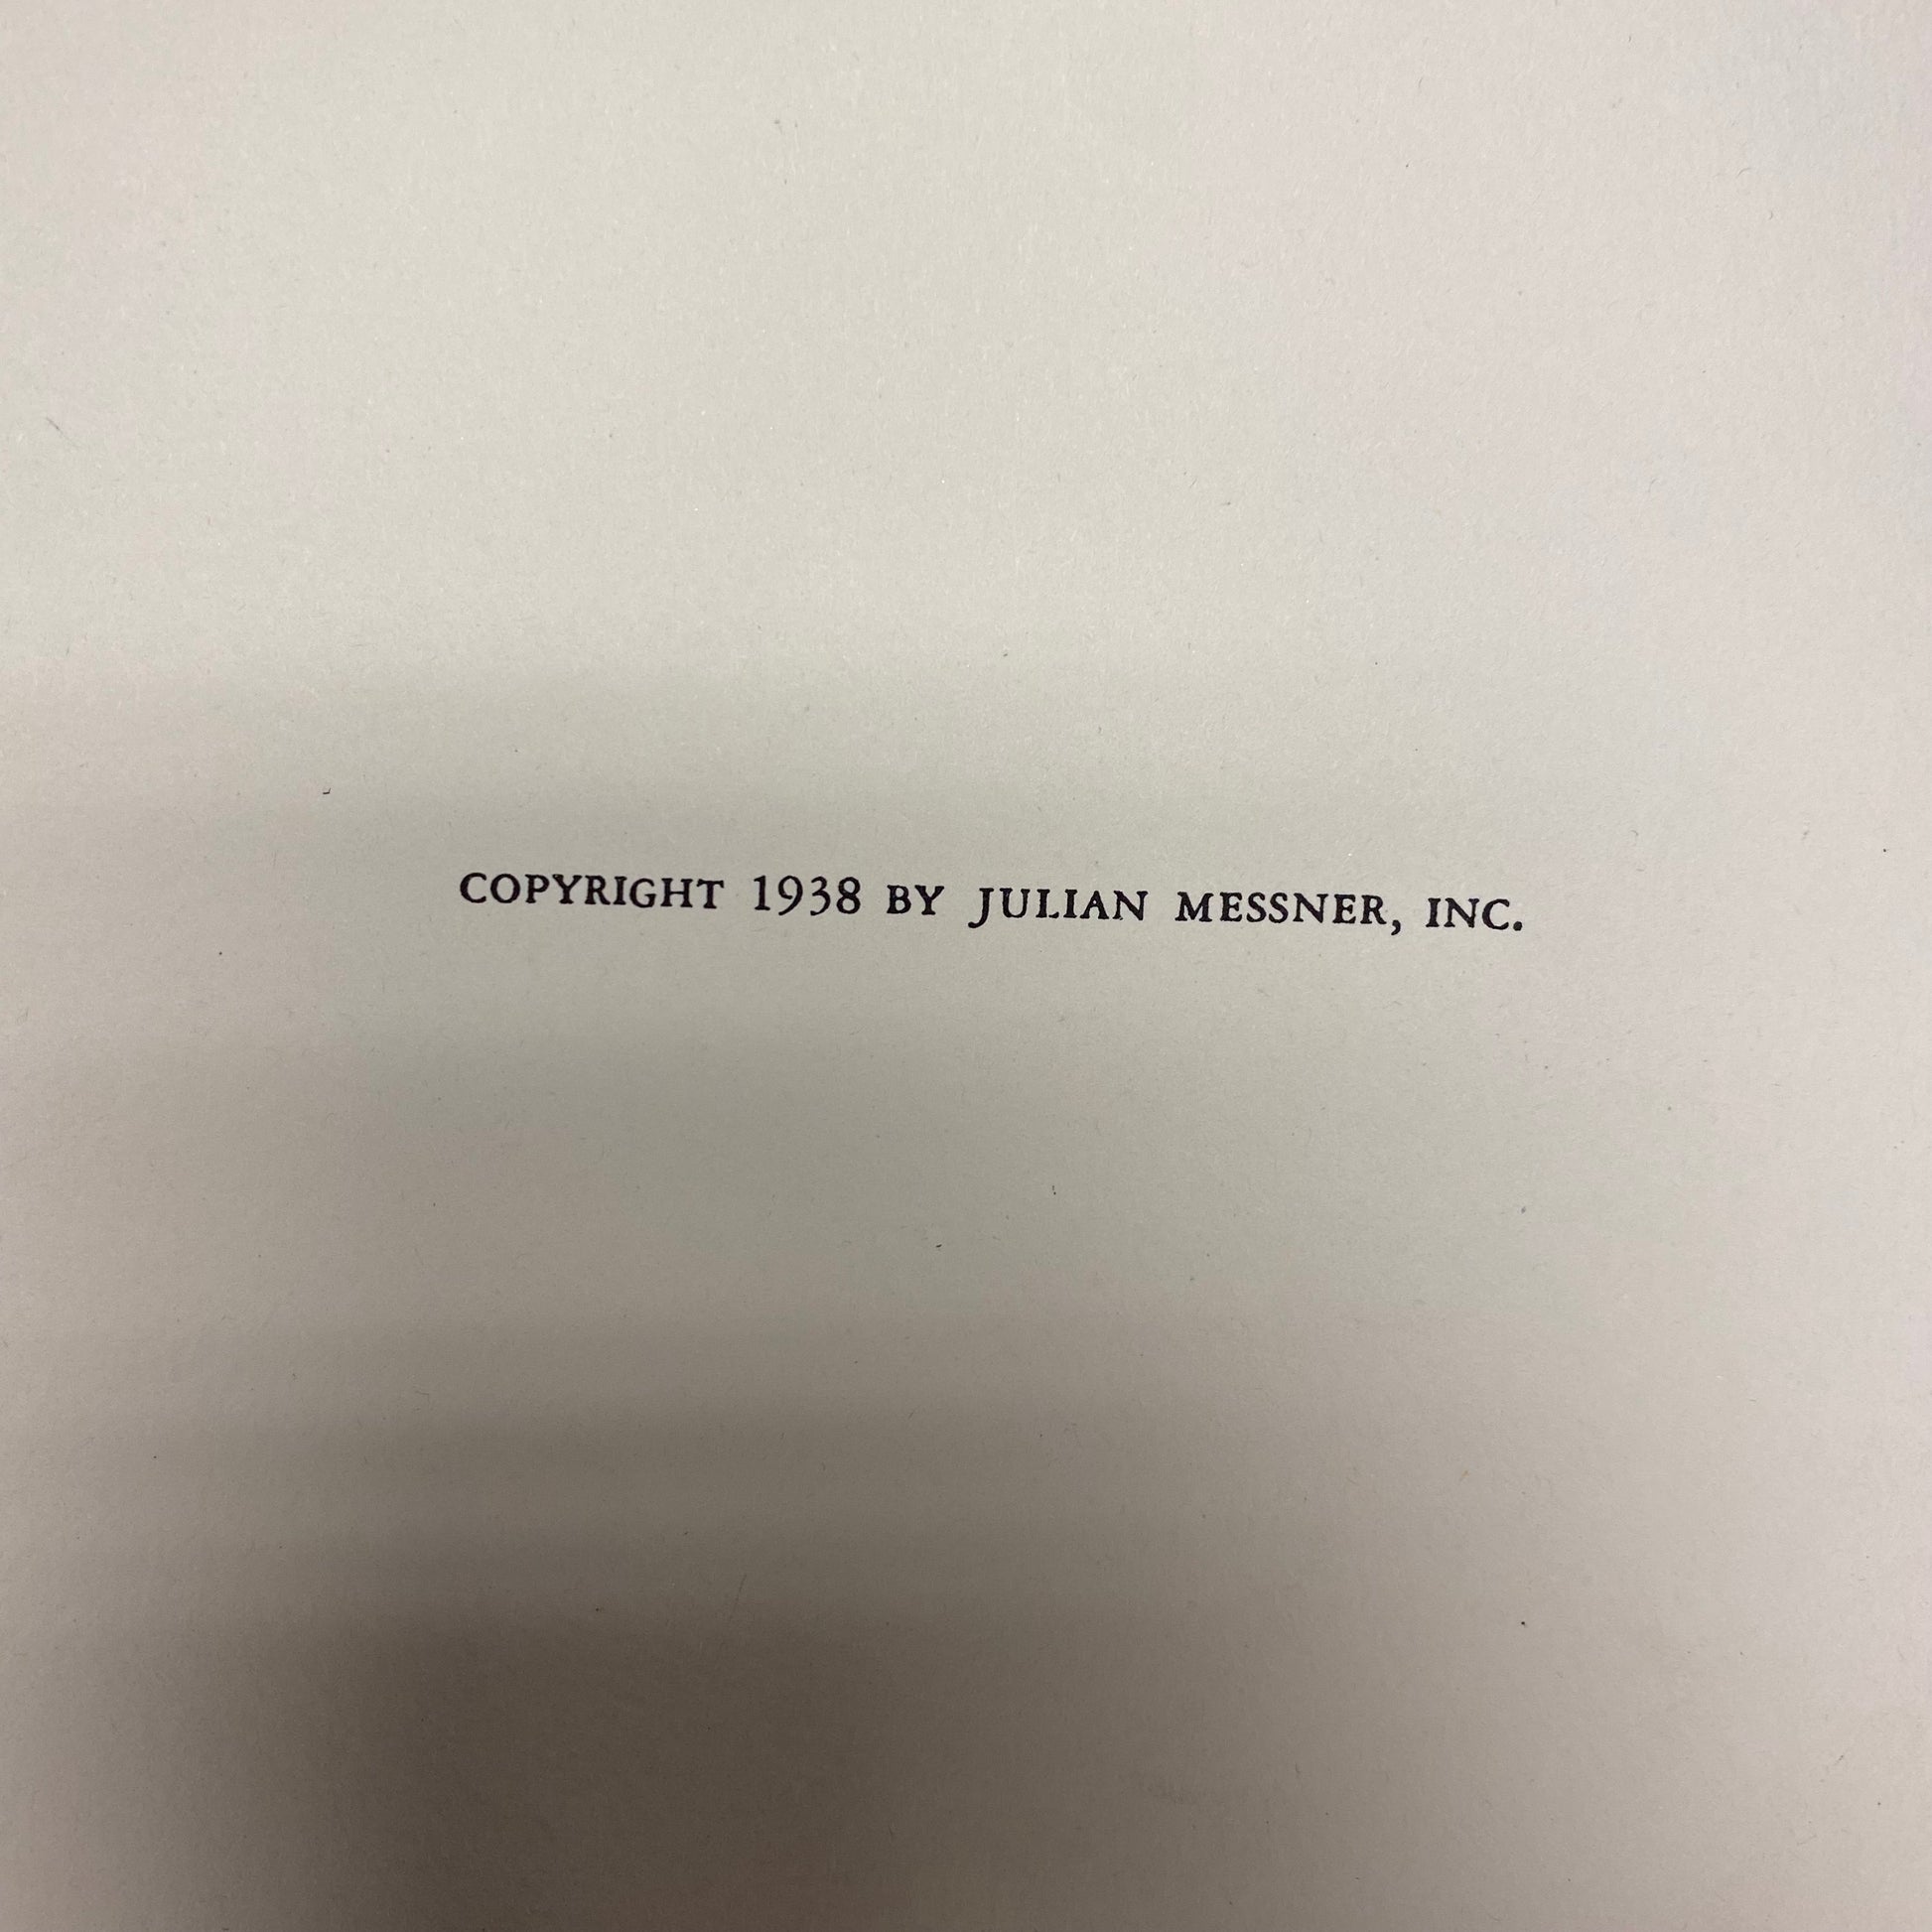 COPYRIGHT 1938 BY JULIAN MESSNER, INC.